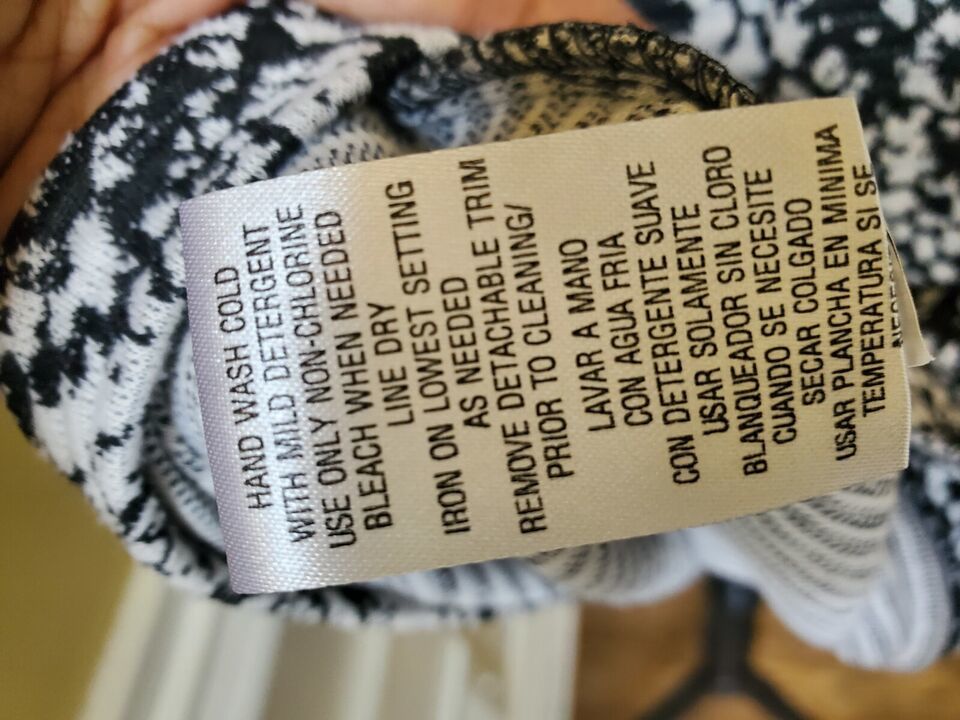 HAND WASH COLD
WITH MILD DETERGENT
USE ONLY NON-CHLORINE
BLEACH WHEN NEEDED
LINE DRY
IRON ON LOWEST SETTING
AS NEEDED
REMOVE DETACHABLE TRIM
PRIOR TO CLEANING/
LAVAR A MANO
CON AGUA FRIA
CON DETERGENTE SUAVE
USAR SOLAMENTE
BLANQUEADOR SIN CLORO
CUANDO SE NECESITE
SECAR COLGADO
USAR PLANCHA EN MINIMA
TEMPERATURA SI SE